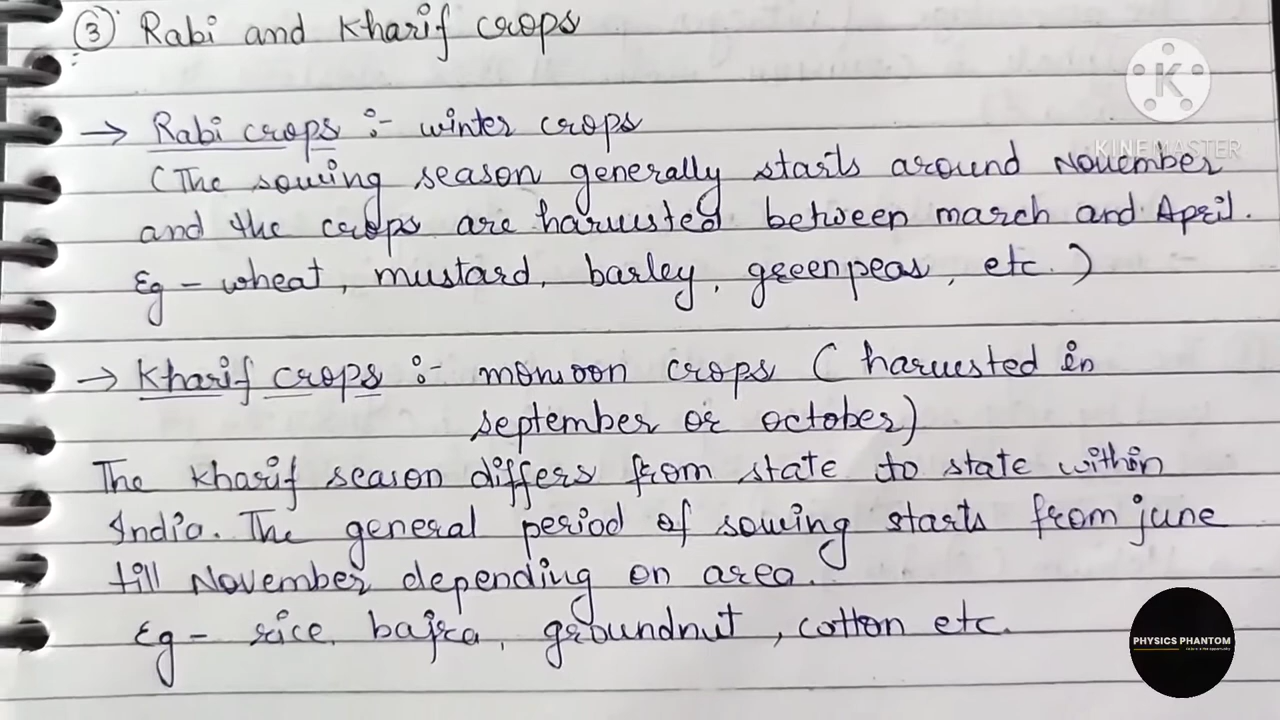 ③ Rabi and Kharif crops
→ Rabi crops :- winter crops
(The sowing season generally starts around November
and the crops are harvested between march and April.
Eg - wheat, mustard, barley, greenpeas, etc.)
→ Kharif crops :- monsoon crops ( harvested in
september or october)
The Kharif season differs from state to state within
India. The general period of sowing starts from june
till November depending on area.
Eg - rice, bajra, groundnut, cotton etc.
K
KINEMASTER
PHYSICS PHANTOM